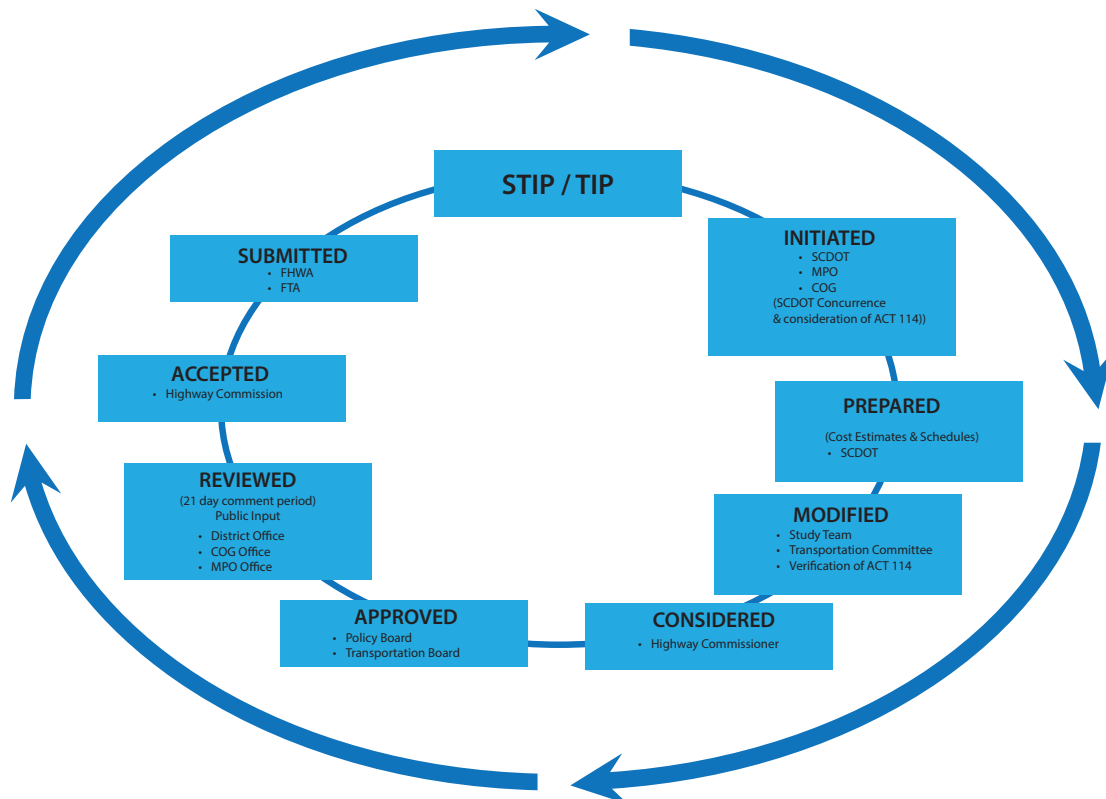 STIP / TIP
INITIATED
• SCDOT
• MPO
• COG
(SCDOT Concurrence
& consideration of ACT 114))
PREPARED
(Cost Estimates & Schedules)
• SCDOT
MODIFIED
• Study Team
• Transportation Committee
• Verification of ACT 114
CONSIDERED
• Highway Commissioner
APPROVED
• Policy Board
• Transportation Board
REVIEWED
(21 day comment period)
Public Input
• District Office
• COG Office
• MPO Office
ACCEPTED
• Highway Commission
SUBMITTED
• FHWA
• FTA